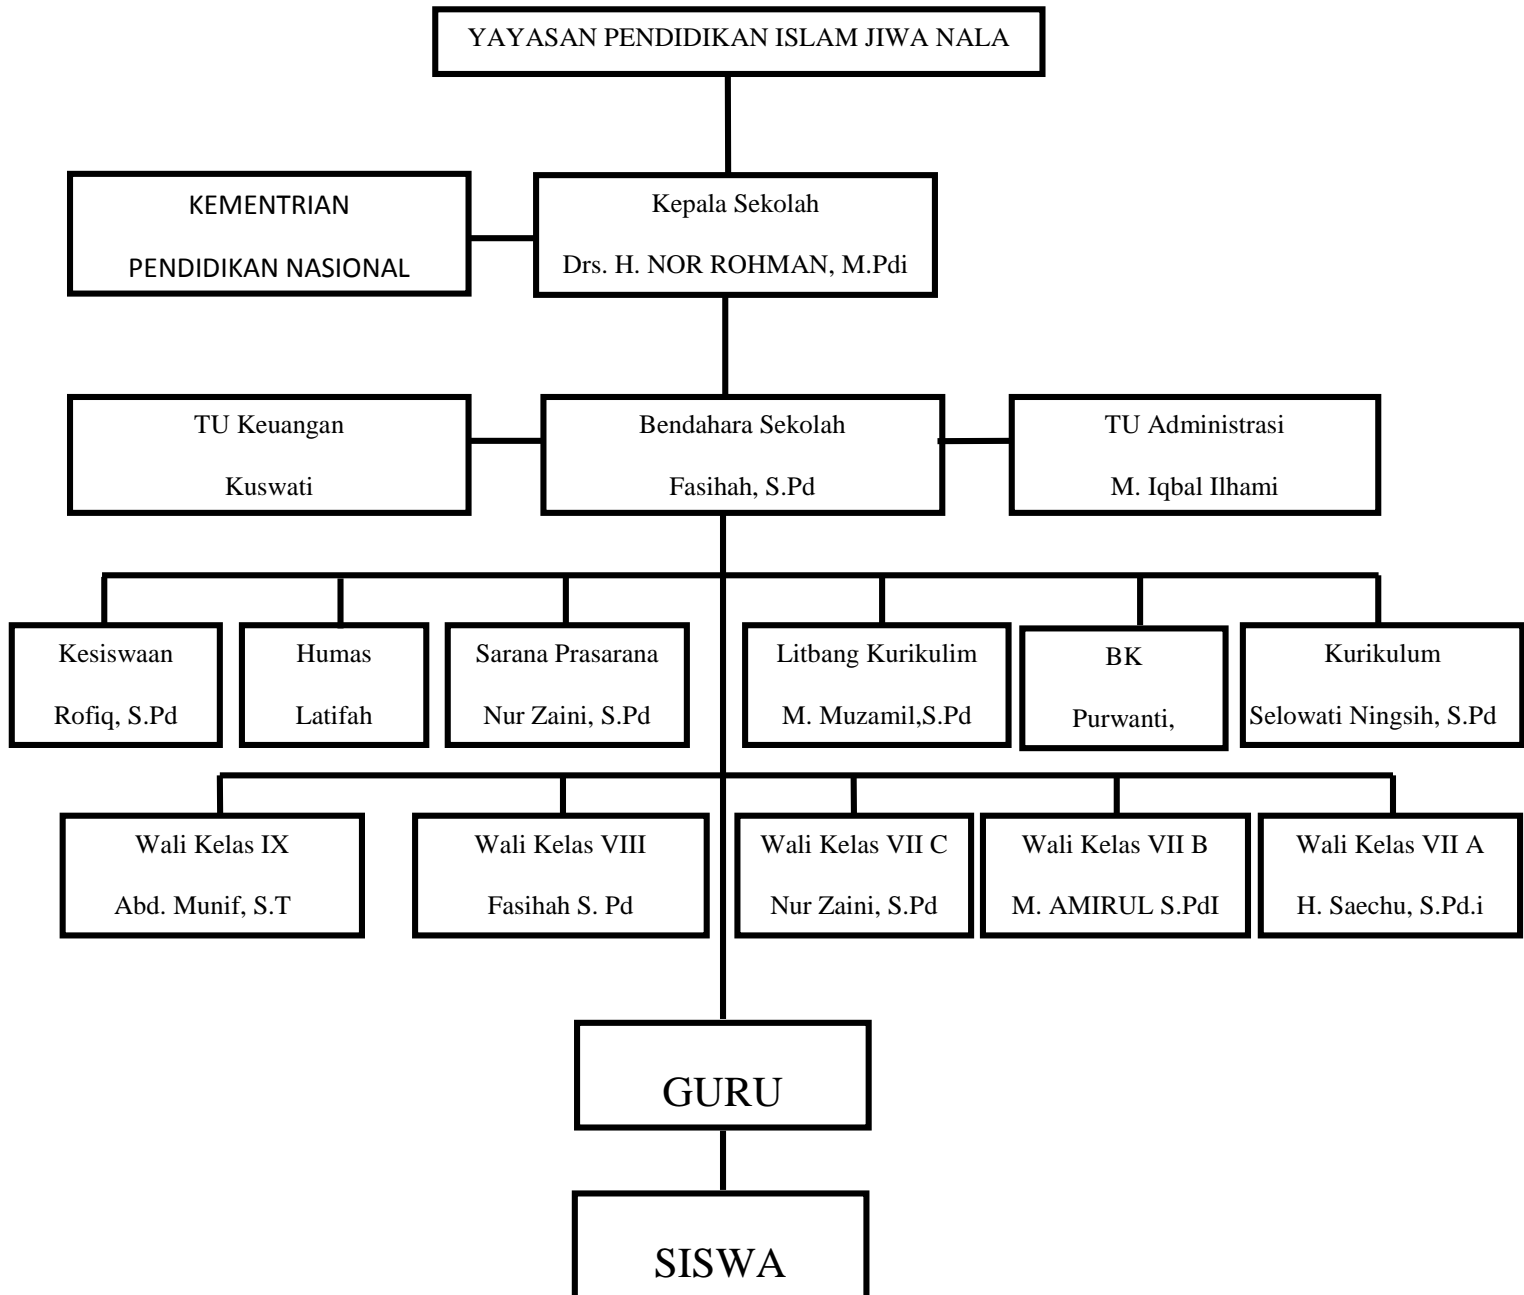 YAYASAN PENDIDIKAN ISLAM JIWA NALA
KEMENTRIAN
PENDIDIKAN NASIONAL
Kepala Sekolah
Drs. H. NOR ROHMAN, M.Pdi
TU Keuangan
Kuswati
Bendahara Sekolah
Fasihah, S.Pd
TU Administrasi
M. Iqbal Ilhami
Kesiswaan
Rofiq, S.Pd
Humas
Latifah
Sarana Prasarana
Nur Zaini, S.Pd
Litbang Kurikulim
M. Muzamil,S.Pd
BK
Purwanti,
Kurikulum
Selowati Ningsih, S.Pd
Wali Kelas IX
Abd. Munif, S.T
Wali Kelas VIII
Fasihah S. Pd
Wali Kelas VII C
Nur Zaini, S.Pd
Wali Kelas VII B
M. AMIRUL S.PdI
Wali Kelas VII A
H. Saechu, S.Pd.i
GURU
SISWA